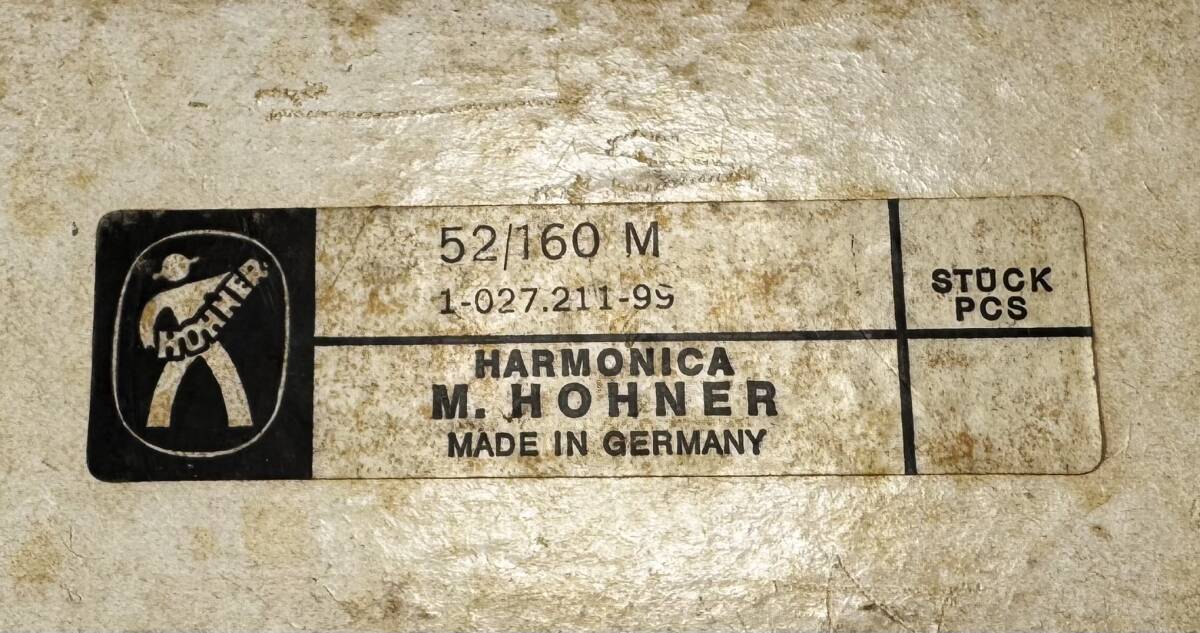 HOHNER
52/160 M
1-027.211-99
STÜCK
PCS
HARMONICA
M. HOHNER
MADE IN GERMANY